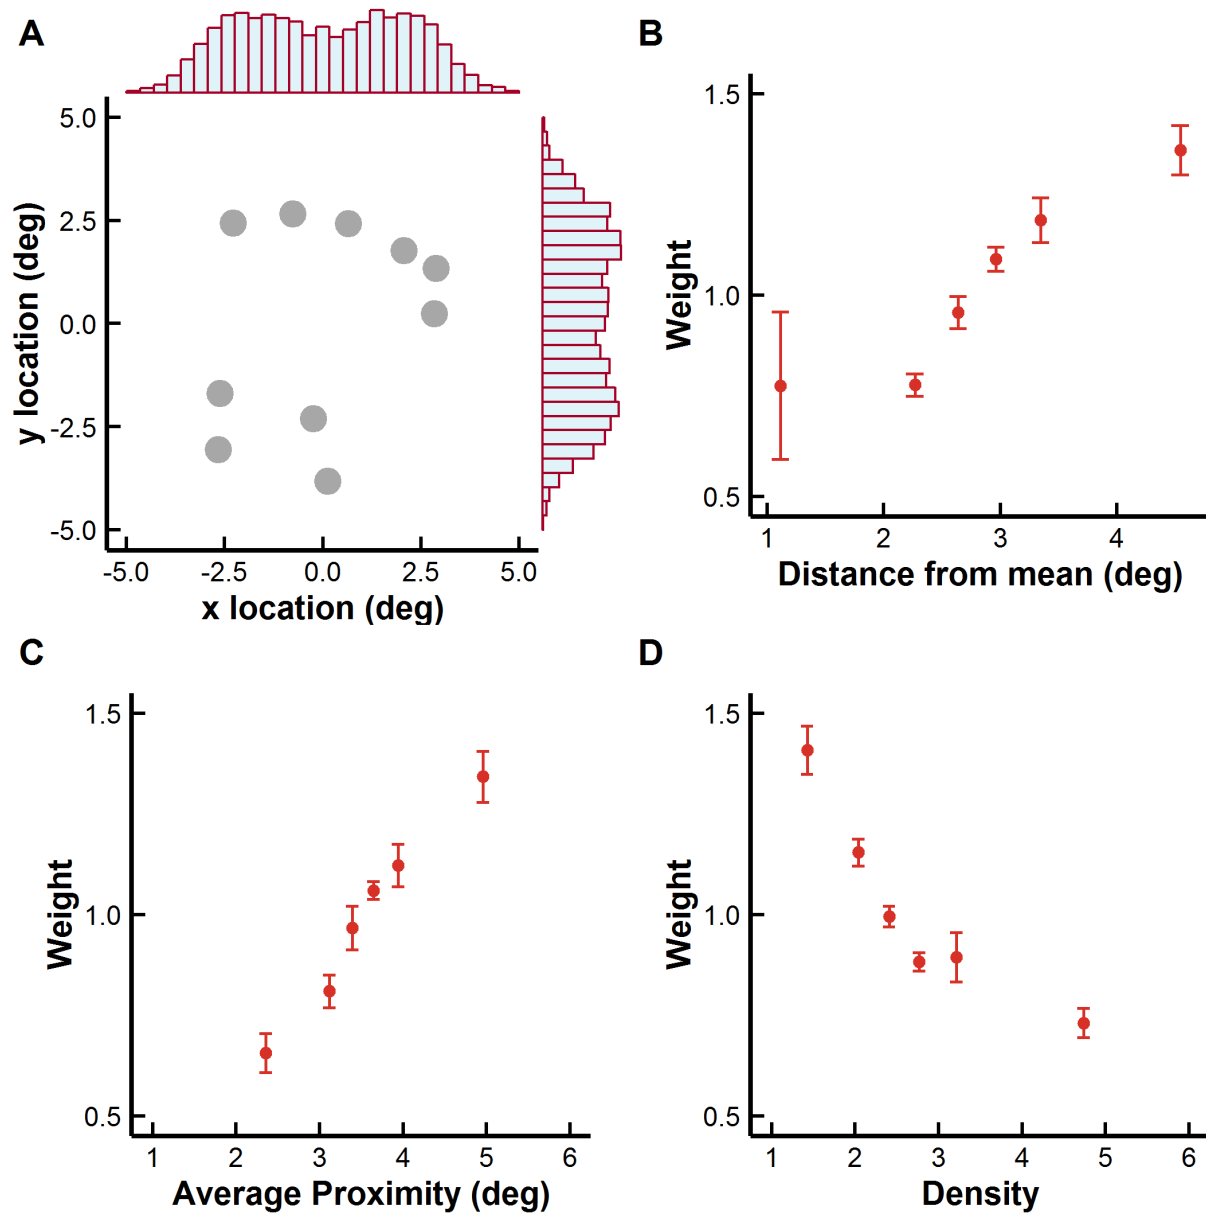 A
5.0
2.5
0.0
-2.5
-5.0
y location (deg)
-5.0 -2.5 0.0 2.5 5.0
x location (deg)
B
1.5
1.0
0.5
Weight
1 2 3 4
Distance from mean (deg)
C
1.5
1.0
0.5
Weight
1 2 3 4 5 6
Average Proximity (deg)
D
1.5
1.0
0.5
Weight
1 2 3 4 5 6
Density